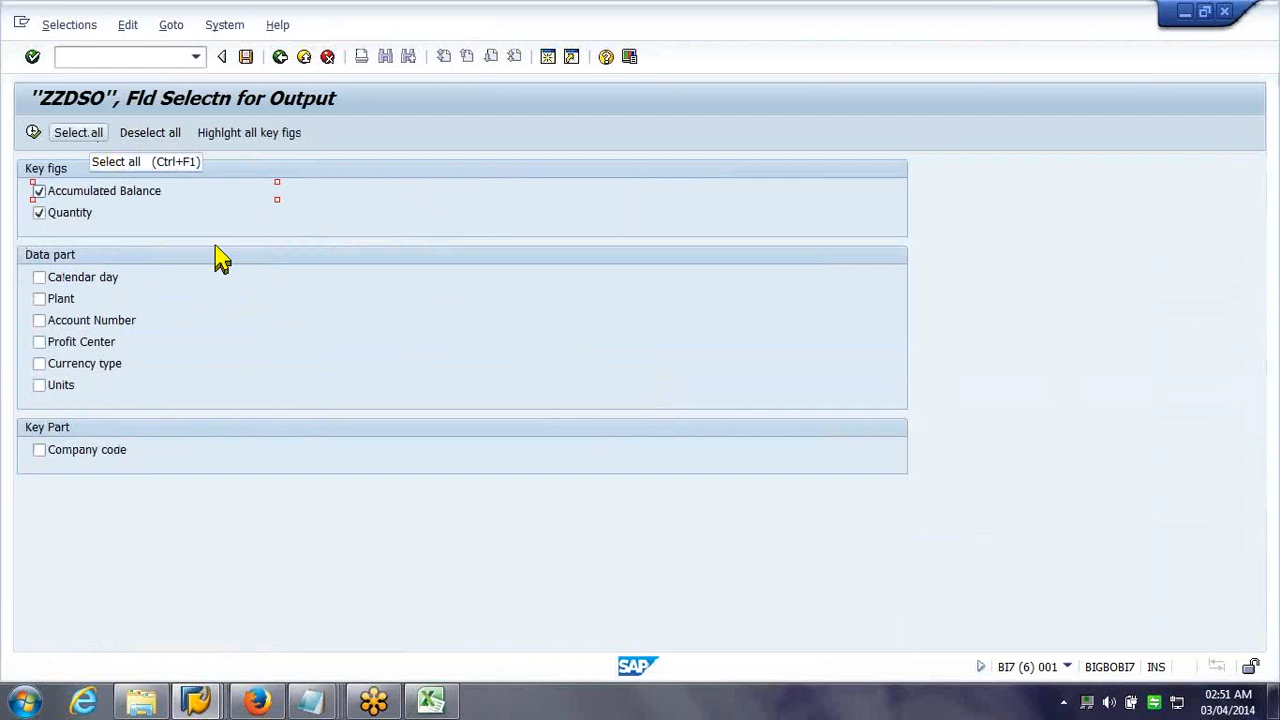 Selections Edit Goto System Help
"ZZDSO", Fld Selectn for Output
Select all Deselect all Highlght all key figs
Select all (Ctrl+F1)
Key figs
Accumulated Balance
Quantity
Data part
Calendar day
Plant
Account Number
Profit Center
Currency type
Units
Key Part
Company code
SAP
BI7 (6) 001 BIGBOBI7 INS
02:51 AM
03/04/2014